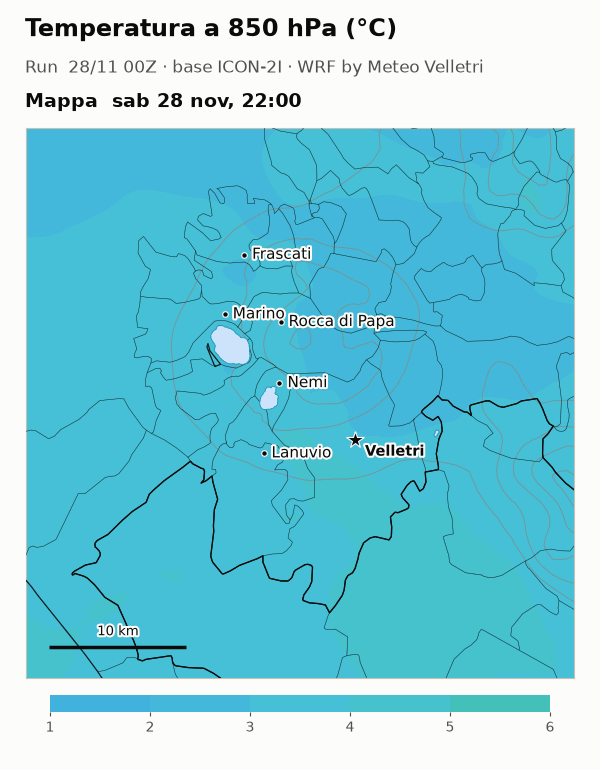 Temperatura a 850 hPa (°C)
Run  28/11 00Z · base ICON-2I · WRF by Meteo Velletri
Mappa  sab 28 nov, 22:00
Frascati
Marino
Rocca di Papa
Nemi
Velletri
Lanuvio
10 km
1 2 3 4 5 6